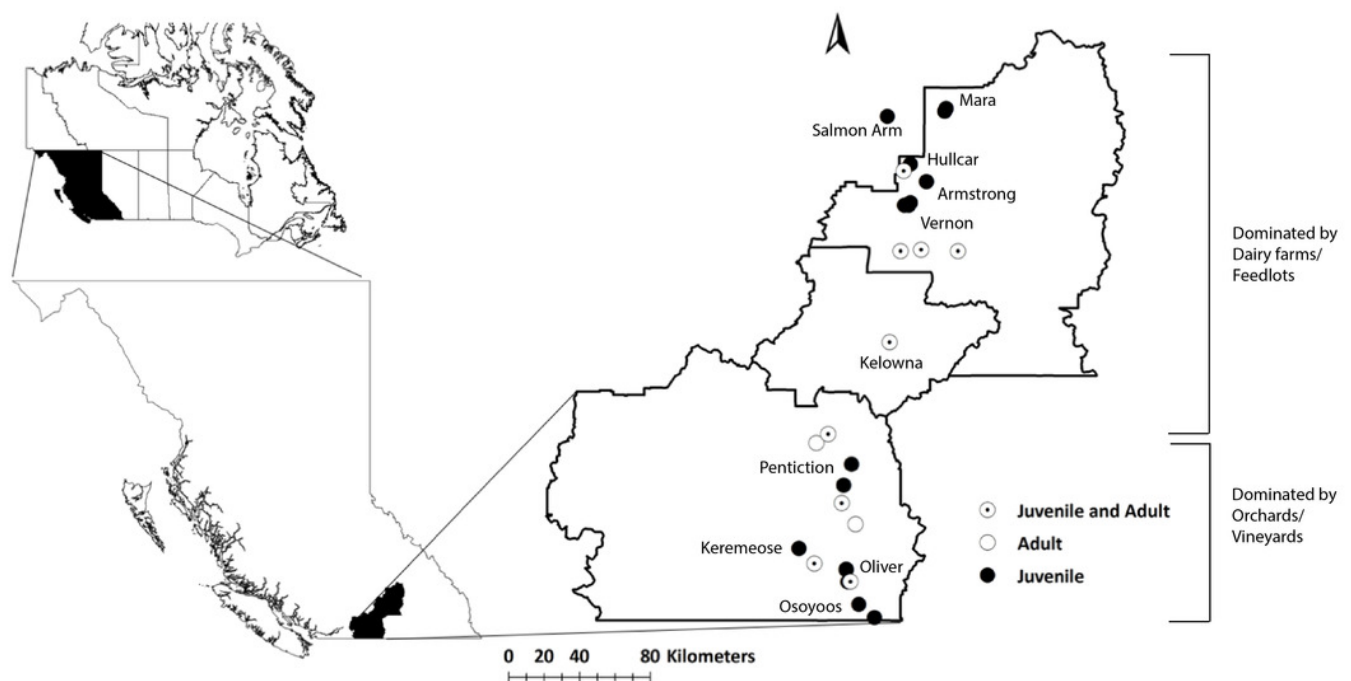 Mara
Salmon Arm
Hullcar
Armstrong
Vernon
Dominated by
Dairy farms/
Feedlots
Kelowna
Pentiction
Keremeose
Oliver
Osoyoos
Juvenile and Adult
Adult
Juvenile
Dominated by
Orchards/
Vineyards
0 20 40 80 Kilometers